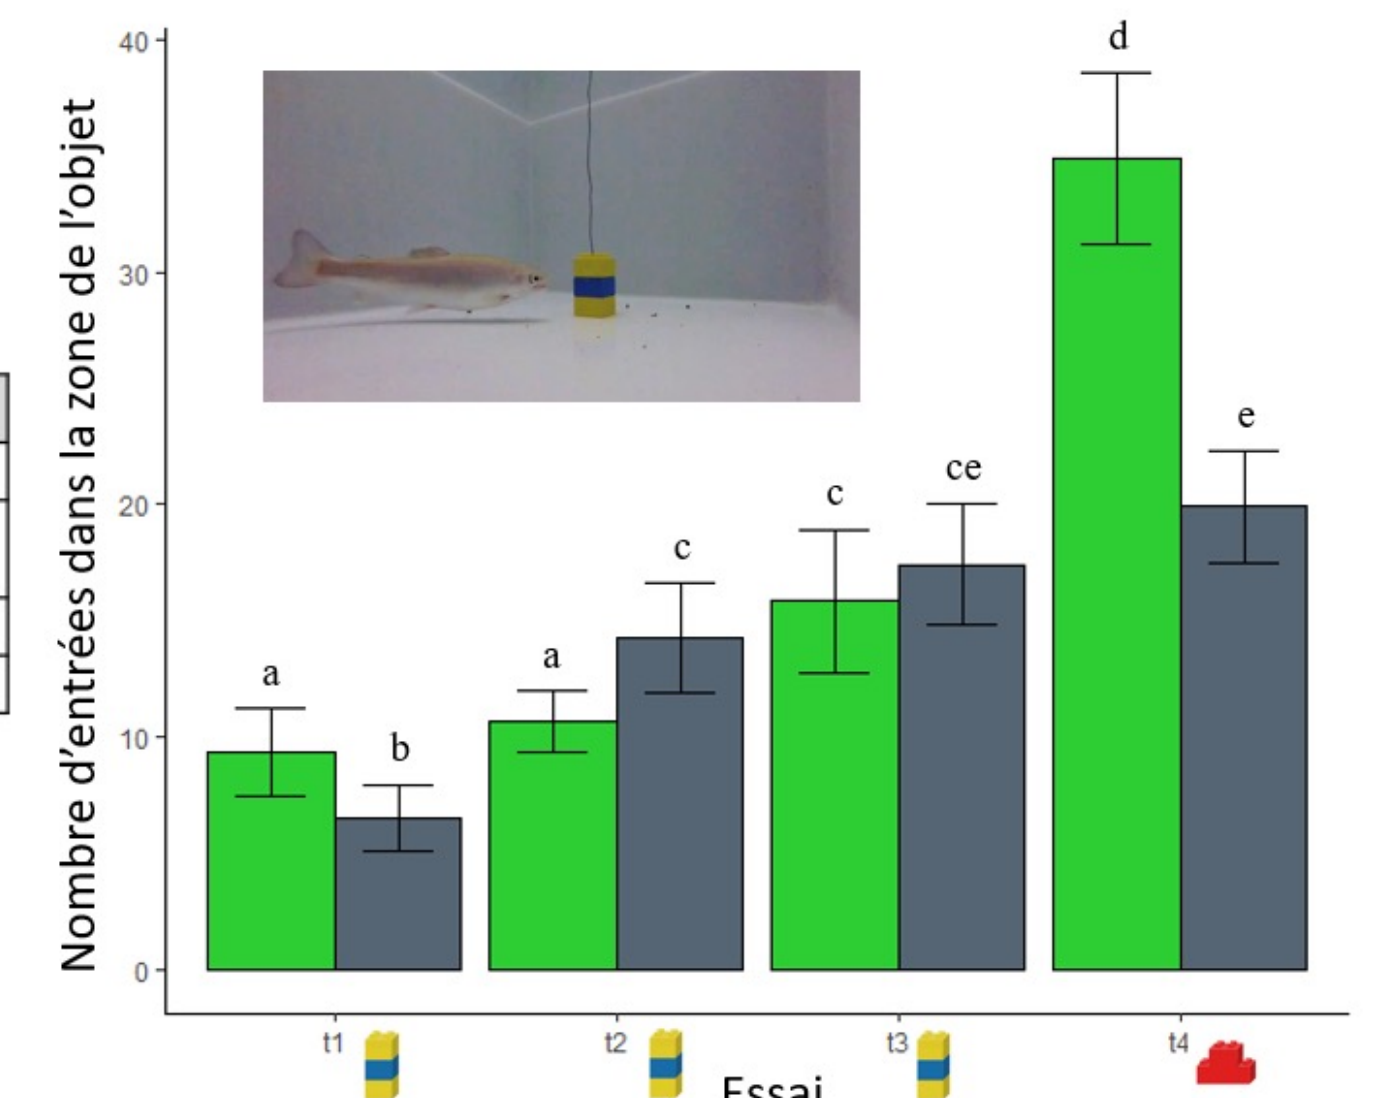 Nombre d’entrées dans la zone de l’objet
40
30
20
10
0
a
b
a
c
c
ce
d
e
t1
t2
t3
t4
Essai